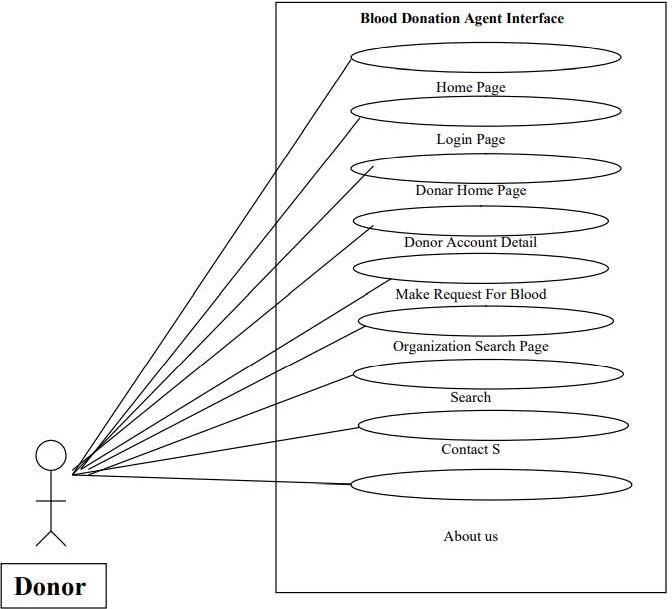 Blood Donation Agent Interface
Home Page
Login Page
Donar Home Page
Donor Account Detail
Make Request For Blood
Organization Search Page
Search
Contact S
About us
Donor